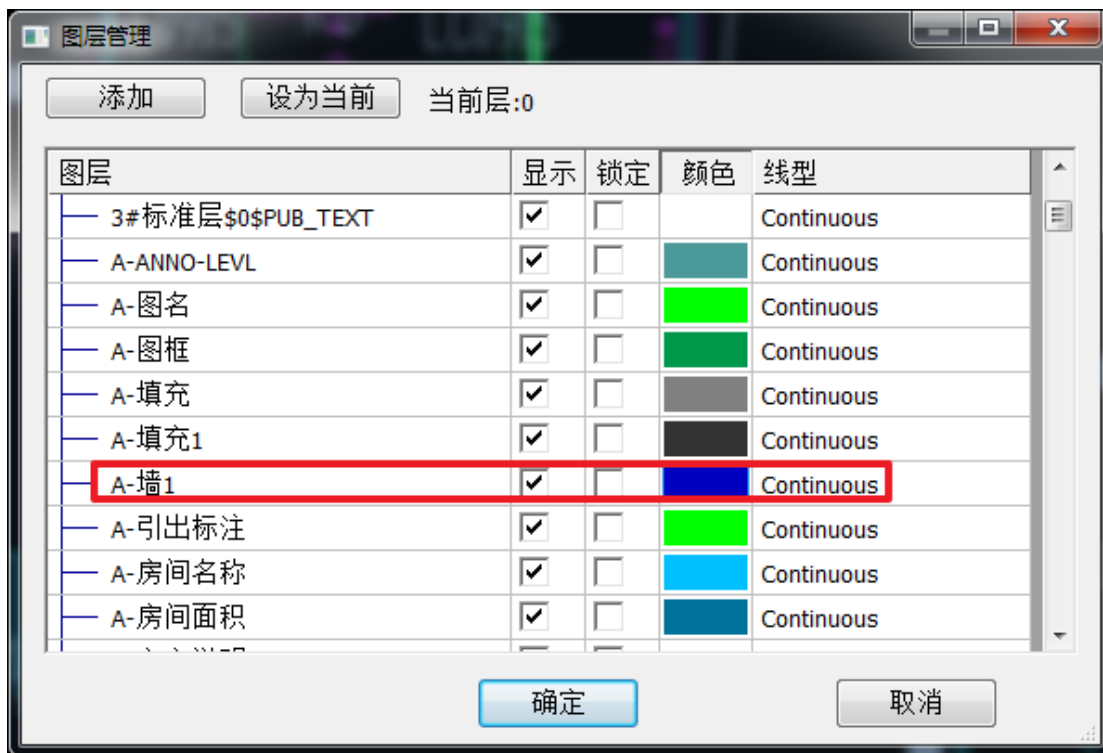 图层管理
添加 设为当前 当前层:0
图层 显示 锁定 颜色 线型
3#标准层$0$PUB_TEXT Continuous
A-ANNO-LEVL Continuous
A-图名 Continuous
A-图框 Continuous
A-填充 Continuous
A-填充1 Continuous
A-墙1 Continuous
A-引出标注 Continuous
A-房间名称 Continuous
A-房间面积 Continuous
确定 取消